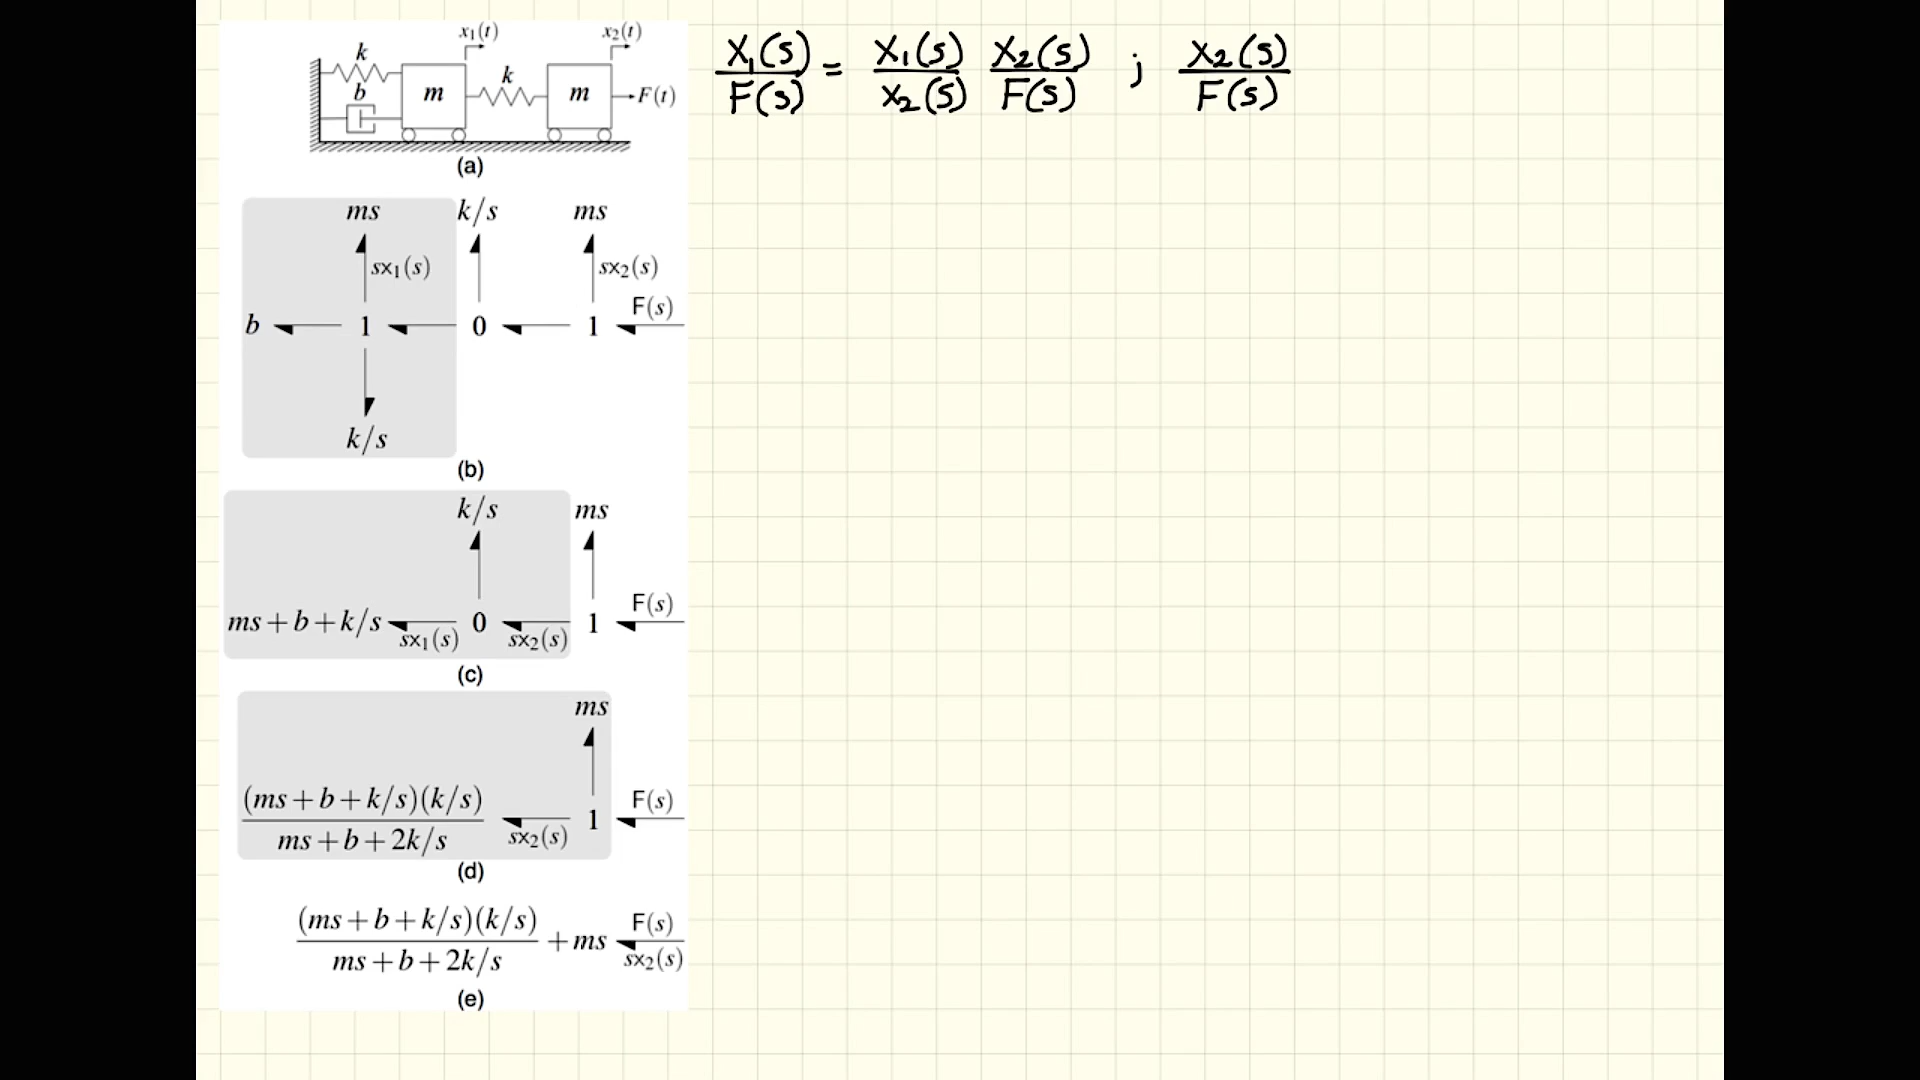 x₁(t) x₂(t)
k
k
b
m m F(t)
(a)
ms k/s ms
sx₁(s) sx₂(s)
F(s)
b 1 0 1
k/s
(b)
k/s ms
F(s)
ms + b + k/s 0 1
sx₁(s) sx₂(s)
(c)
ms
(ms + b + k/s)(k/s) F(s)
1
ms + b + 2k/s sx₂(s)
(d)
(ms + b + k/s)(k/s) F(s)
+ ms
ms + b + 2k/s sx₂(s)
(e)
X₁(s)/F(s) = X₁(s)/X₂(s) X₂(s)/F(s) ; X₂(s)/F(s)